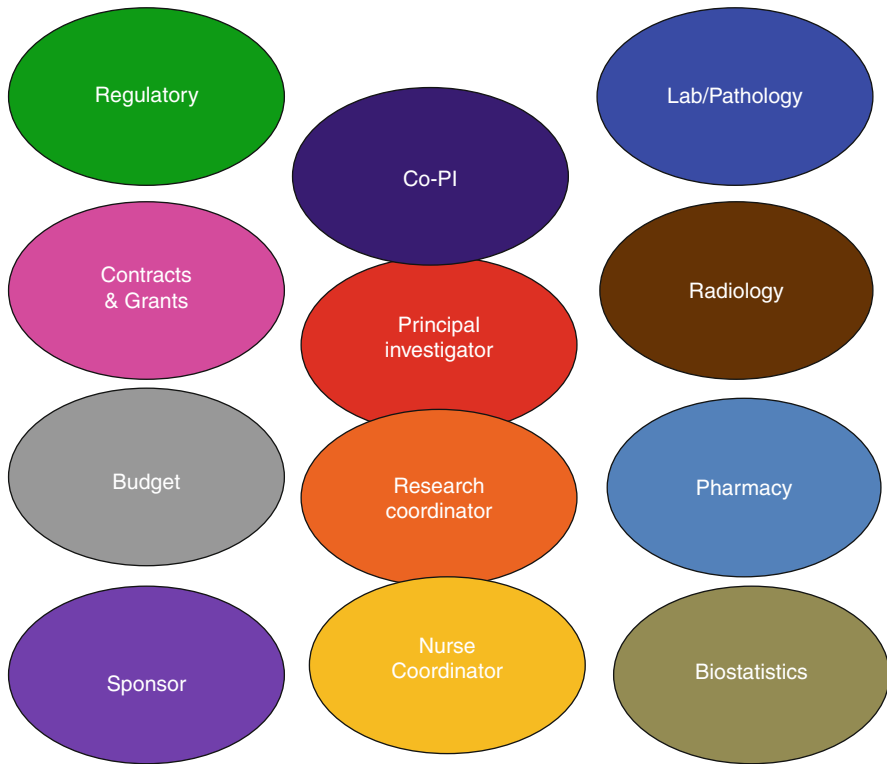 Regulatory
Contracts
& Grants
Budget
Sponsor
Co-PI
Principal
investigator
Research
coordinator
Nurse
Coordinator
Lab/Pathology
Radiology
Pharmacy
Biostatistics